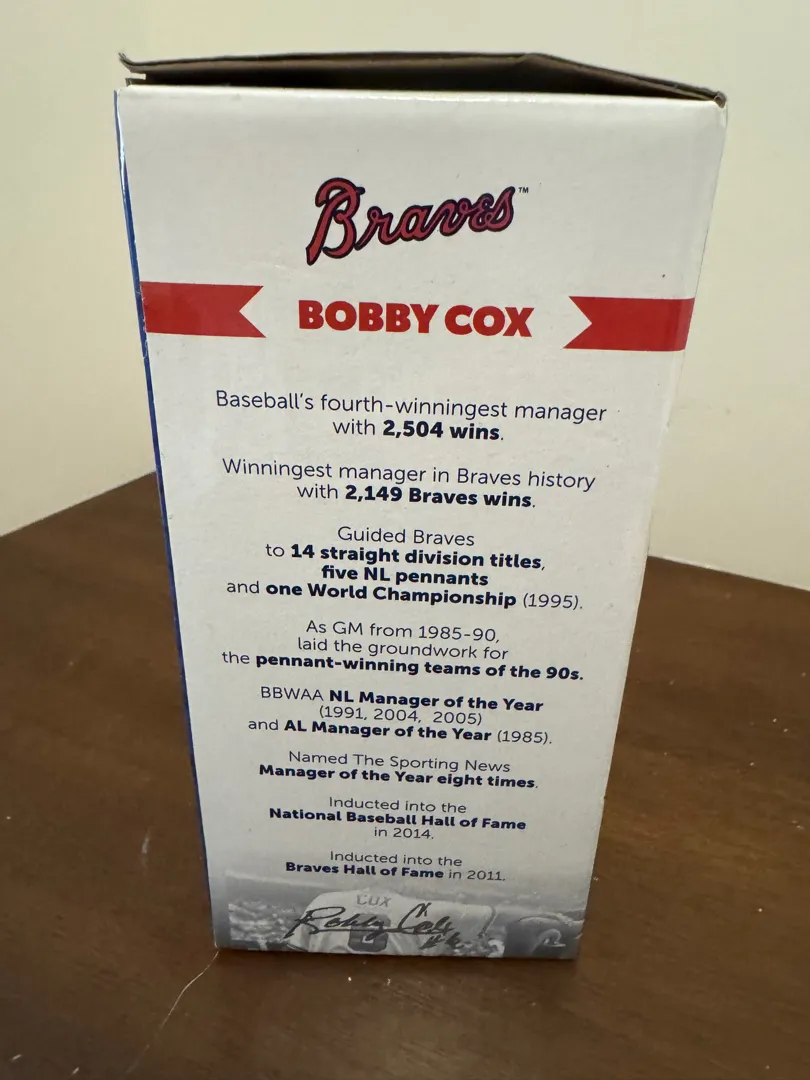 Braves™
BOBBY COX
Baseball's fourth-winningest manager
with 2,504 wins.
Winningest manager in Braves history
with 2,149 Braves wins.
Guided Braves
to 14 straight division titles,
five NL pennants
and one World Championship (1995).
As GM from 1985-90,
laid the groundwork for
the pennant-winning teams of the 90s.
BBWAA NL Manager of the Year
(1991, 2004, 2005)
and AL Manager of the Year (1985).
Named The Sporting News
Manager of the Year eight times.
Inducted into the
National Baseball Hall of Fame
in 2014.
Inducted into the
Braves Hall of Fame in 2011.
COX
Bobby Cox